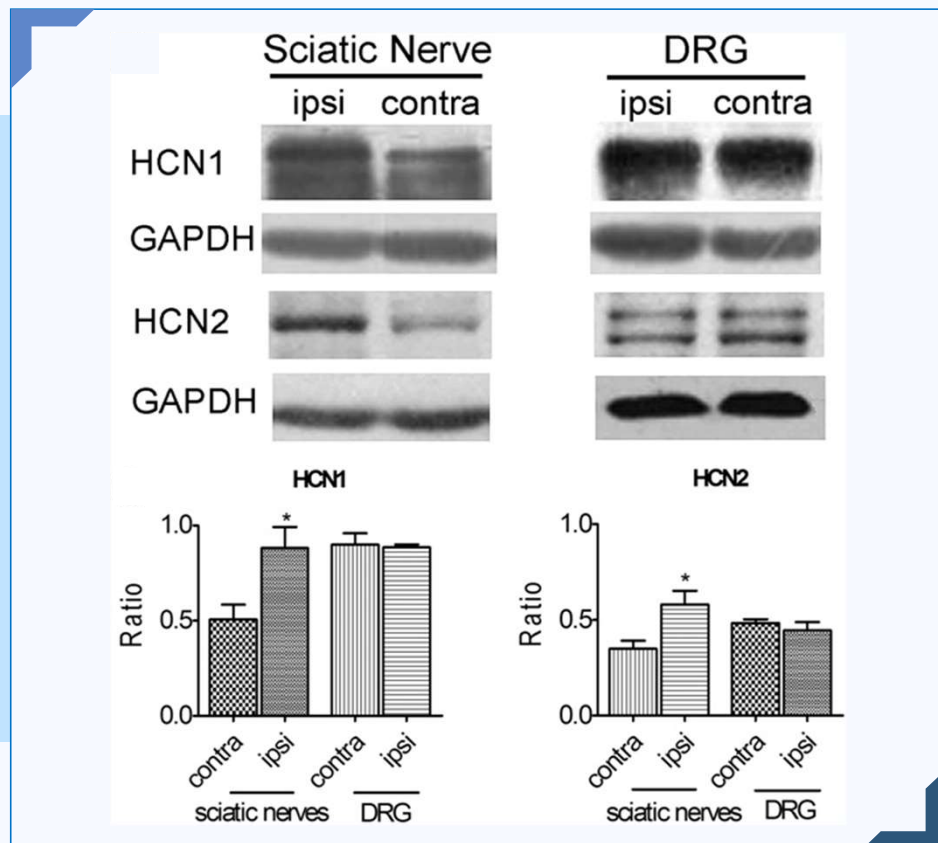 Sciatic Nerve DRG
ipsi contra ipsi contra
HCN1
GAPDH
HCN2
GAPDH
HCN1
*
1.0
0.5
0.0
Ratio
contra ipsi contra ipsi
sciatic nerves DRG
HCN2
*
1.0
0.5
0.0
Ratio
contra ipsi contra ipsi
sciatic nerves DRG